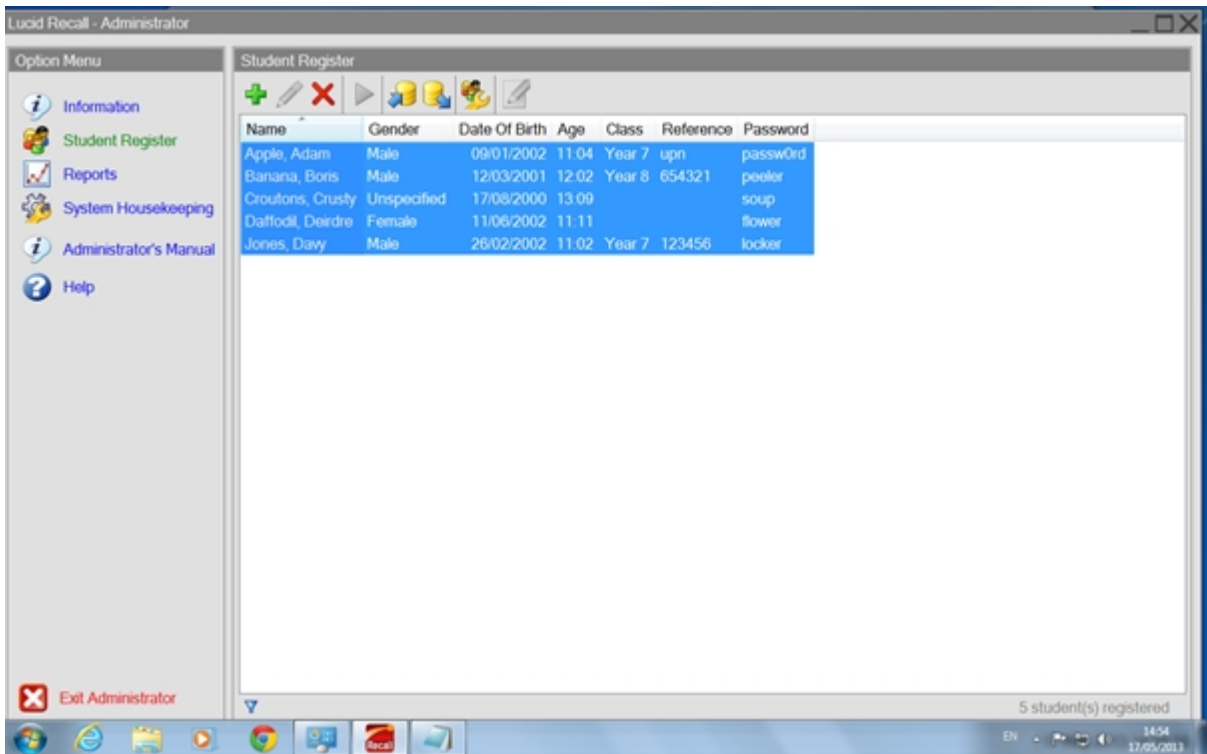 Lucid Recall - Administrator
Option Menu
Information
Student Register
Reports
System Housekeeping
Administrator's Manual
Help
Exit Administrator
Student Register
Name Gender Date Of Birth Age Class Reference Password
Apple, Adam Male 09/01/2002 11:04 Year 7 upn passw0rd
Banana, Boris Male 12/03/2001 12:02 Year 8 654321 peeler
Croutons, Crusty Unspecified 17/08/2000 13:09 soup
Daffodil, Deirdre Female 11/06/2002 11:11 flower
Jones, Davy Male 26/02/2002 11:02 Year 7 123456 locker
5 student(s) registered
Recall
EN
14:54
17/05/2013